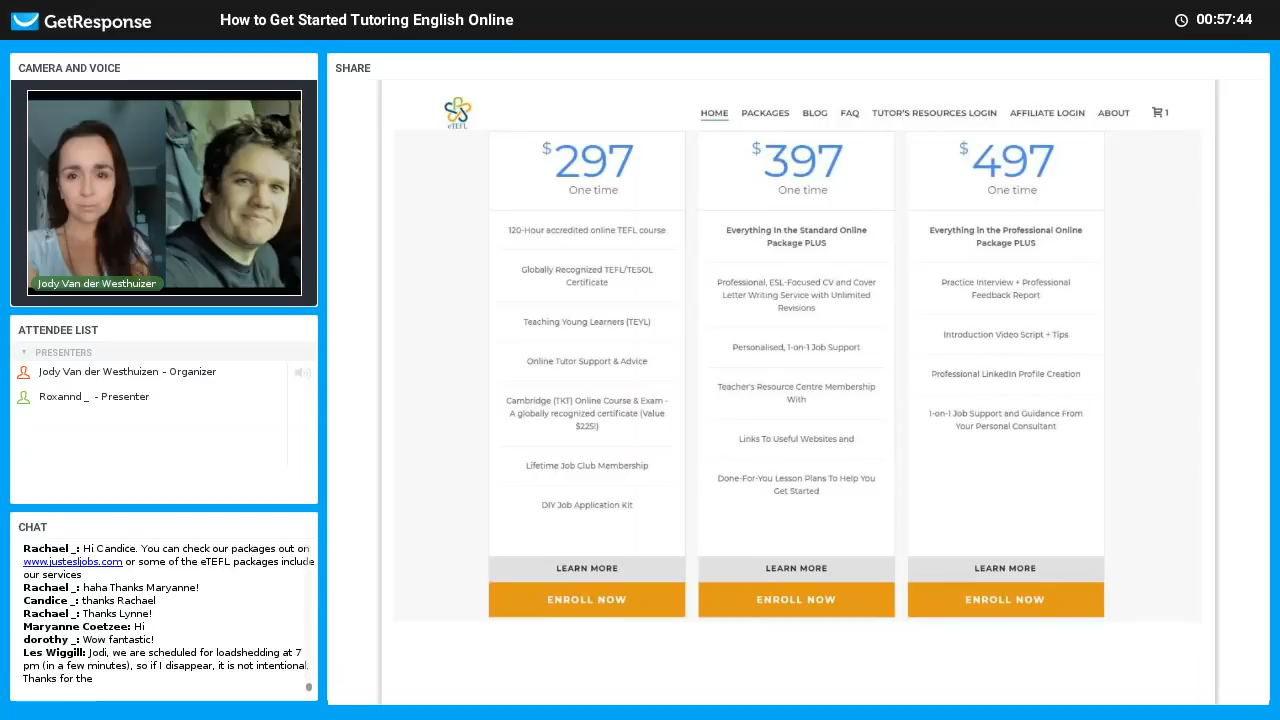 GetResponse
How to Get Started Tutoring English Online
00:57:44
CAMERA AND VOICE
Jody Van der Westhuizer
ATTENDEE LIST
PRESENTERS
Jody Van der Westhuizen - Organizer
Roxannd _ - Presenter
CHAT
Rachael _: Hi Candice. You can check our packages out on
www.justesljobs.com or some of the eTEFL packages include
our services
Rachael _: haha Thanks Maryanne!
Candice _: thanks Rachael
Rachael _: Thanks Lynne!
Maryanne Coetzee: Hi
dorothy _: Wow fantastic!
Les Wiggill: Jodi, we are scheduled for loadshedding at 7
pm (in a few minutes), so if I disappear, it is not intentional.
Thanks for the
SHARE
eTEFL
HOME PACKAGES BLOG FAQ TUTOR'S RESOURCES LOGIN AFFILIATE LOGIN ABOUT 1
$297
One time
120-Hour accredited online TEFL course
Globally Recognized TEFL/TESOL
Certificate
Teaching Young Learners (TEYL)
Online Tutor Support & Advice
Cambridge (TKT) Online Course & Exam -
A globally recognized certificate (Value
$225!)
Lifetime Job Club Membership
DIY Job Application Kit
LEARN MORE
ENROLL NOW
$397
One time
Everything In the Standard Online
Package PLUS
Professional, ESL-Focused CV and Cover
Letter Writing Service with Unlimited
Revisions
Personalised, 1-on-1 Job Support
Teacher's Resource Centre Membership
With
Links To Useful Websites and
Done-For-You Lesson Plans To Help You
Get Started
LEARN MORE
ENROLL NOW
$497
One time
Everything in the Professional Online
Package PLUS
Practice Interview + Professional
Feedback Report
Introduction Video Script + Tips
Professional LinkedIn Profile Creation
1-on-1 Job Support and Guidance From
Your Personal Consultant
LEARN MORE
ENROLL NOW